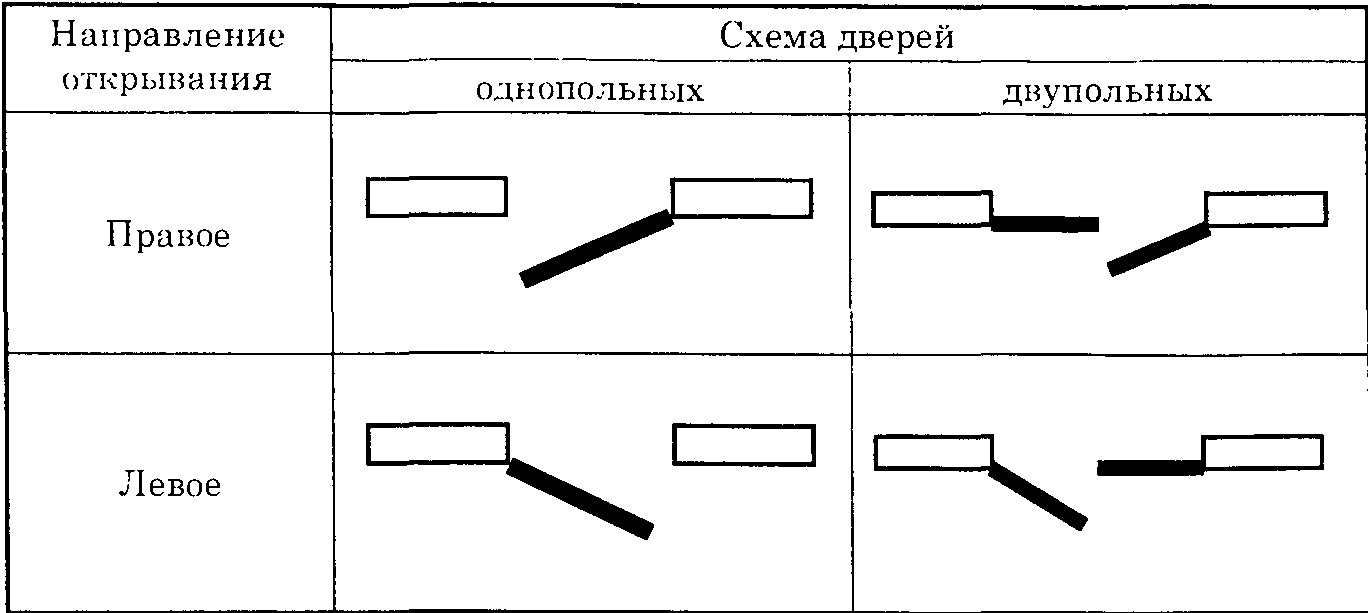 Направление
открывания
Схема дверей
однопольных
двупольных
Правое
Левое